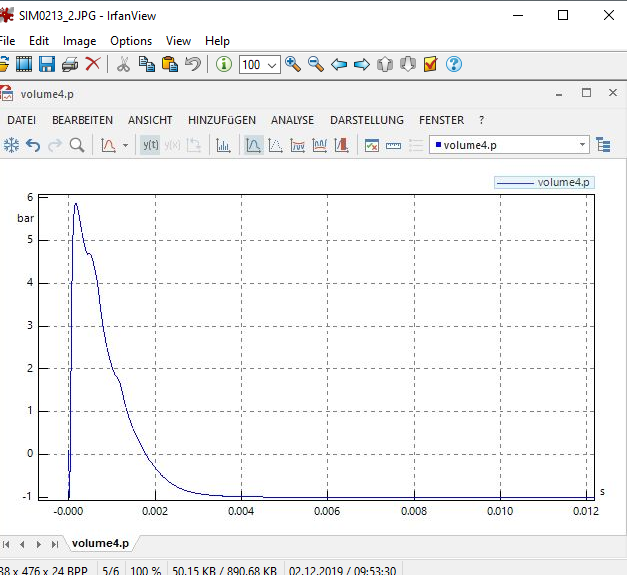 SIM0213_2.JPG - IrfanView
File Edit Image Options View Help
100
volume4.p
DATEI BEARBEITEN ANSICHT HINZUFüGEN ANALYSE DARSTELLUNG FENSTER ?
y(t) y(x) volume4.p
volume4.p
6
bar
5
4
3
2
1
0
-1
s
-0.000 0.002 0.004 0.006 0.008 0.010 0.012
volume4.p
38 x 476 x 24 BPP 5/6 100 % 50.15 KB / 890.68 KB 02.12.2019 / 09:53:30